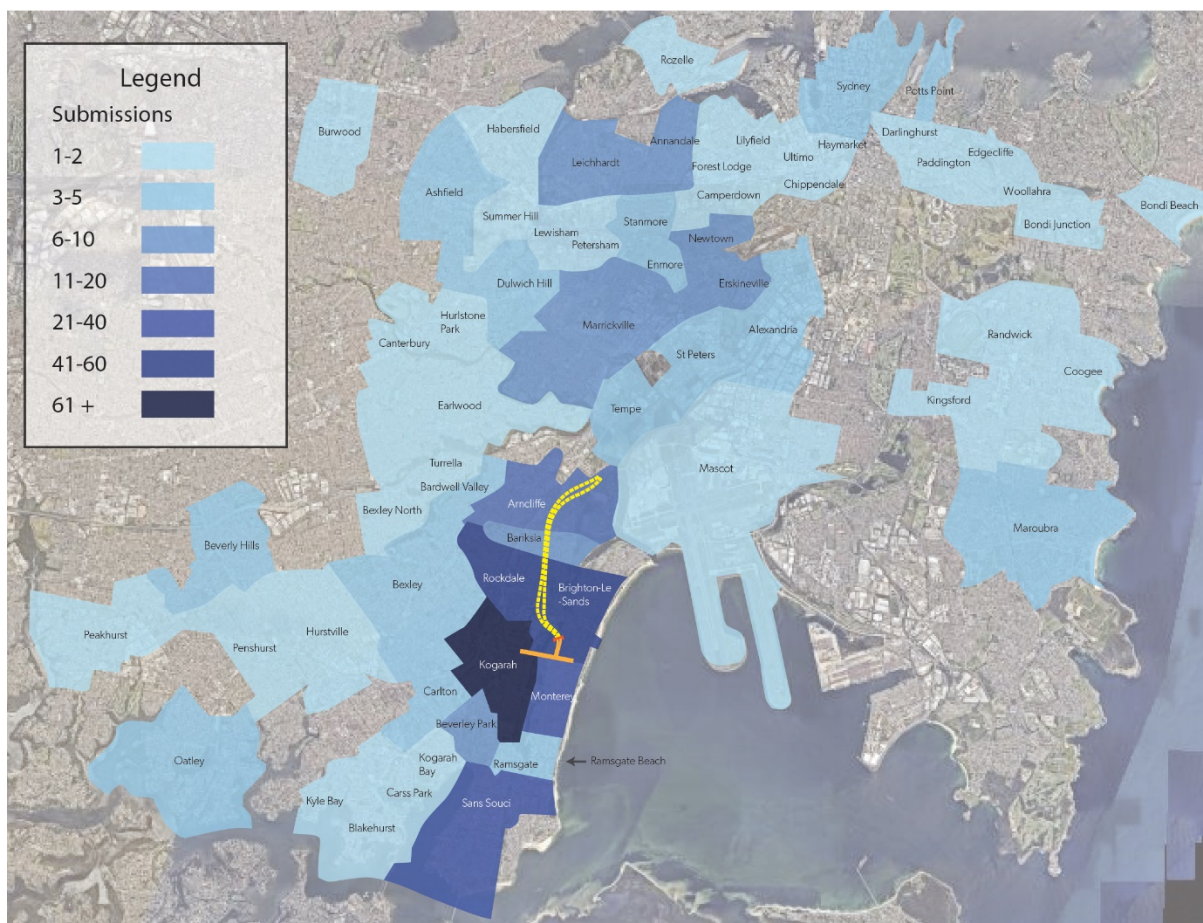 Legend
Submissions
1-2
3-5
6-10
11-20
21-40
41-60
61 +
Rozelle
Sydney
Potts Point
Burwood
Habersfield
Annandale
Lilyfield
Darlinghurst
Leichhardt
Haymarket
Edgecliffe
Forest Lodge
Ultimo
Paddington
Ashfield
Chippendale
Woollahra
Camperdown
Bondi Beach
Summer Hill
Stanmore
Bondi Junction
Lewisham
Newtown
Petersham
Enmore
Dulwich Hill
Erskineville
Hurlstone
Park
Marrickville
Alexandria
Randwick
Canterbury
St Peters
Coogee
Kingsford
Earlwood
Tempe
Turrella
Mascot
Bardwell Valley
Arncliffe
Bexley North
Maroubra
Banksia
Beverly Hills
Rockdale
Bexley
Brighton-Le
-Sands
Peakhurst
Hurstville
Penshurst
Kogarah
Carlton
Monterey
Beverley Park
Oatley
Kogarah
Bay
Ramsgate
Ramsgate Beach
Carss Park
Kyle Bay
Sans Souci
Blakehurst